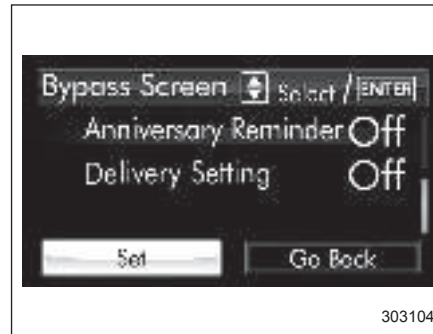 Bypass Screen Select / ENTER
Anniversary Reminder Off
Delivery Setting Off
Set Go Back
303104